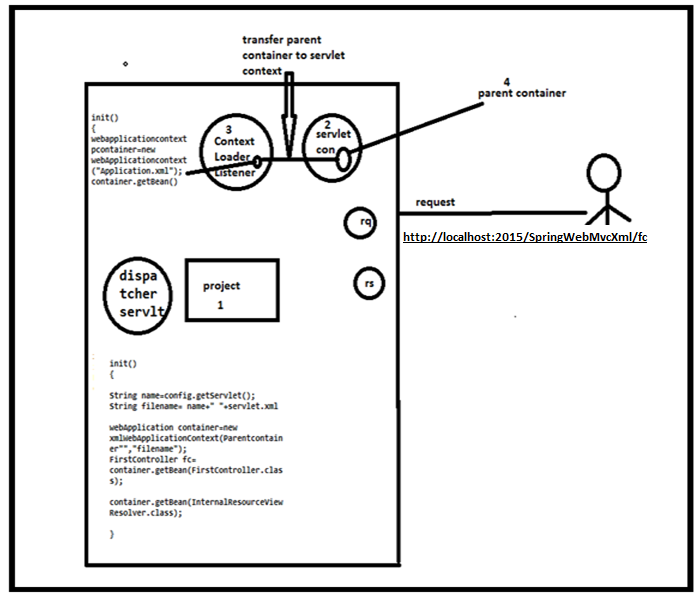 transfer parent
container to servlet
context
4
parent container
init()
{
webapplicationcontext
pcontainer=new
webApplicationcontext
("Application.xml");
container.getBean()
3
Context
Loader
Listener
2
servlet
con
rq
request
http://localhost:2015/SpringWebMvcXml/fc
rs
dispa
tcher
servlt
project
1
init()
{
String name=config.getServlet();
String filename= name+" "+servlet.xml
webApplication container=new
xmlWebApplicationContext(Parentcontain
er"","filename");
FirstController fc=
container.getBean(FirstController.clas
s);
container.getBean(InternalResourceView
Resolver.class);
}